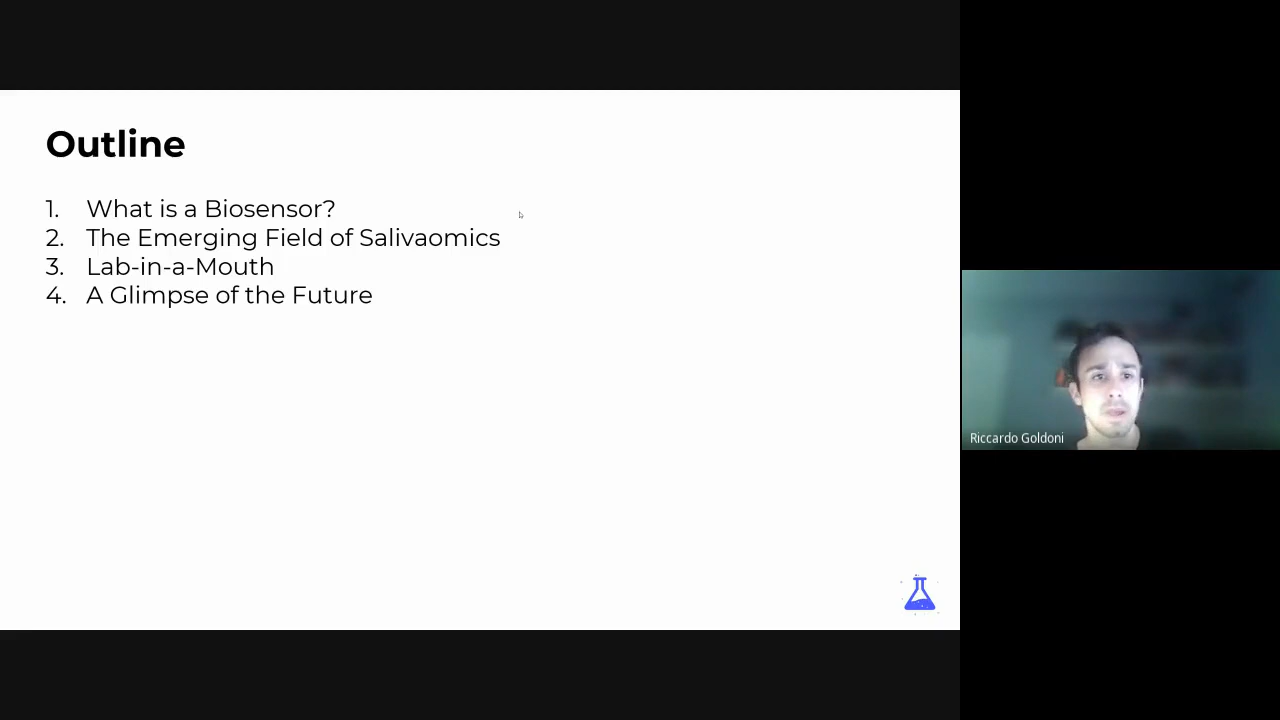 Outline
1. What is a Biosensor?
2. The Emerging Field of Salivaomics
3. Lab-in-a-Mouth
4. A Glimpse of the Future
Riccardo Goldoni